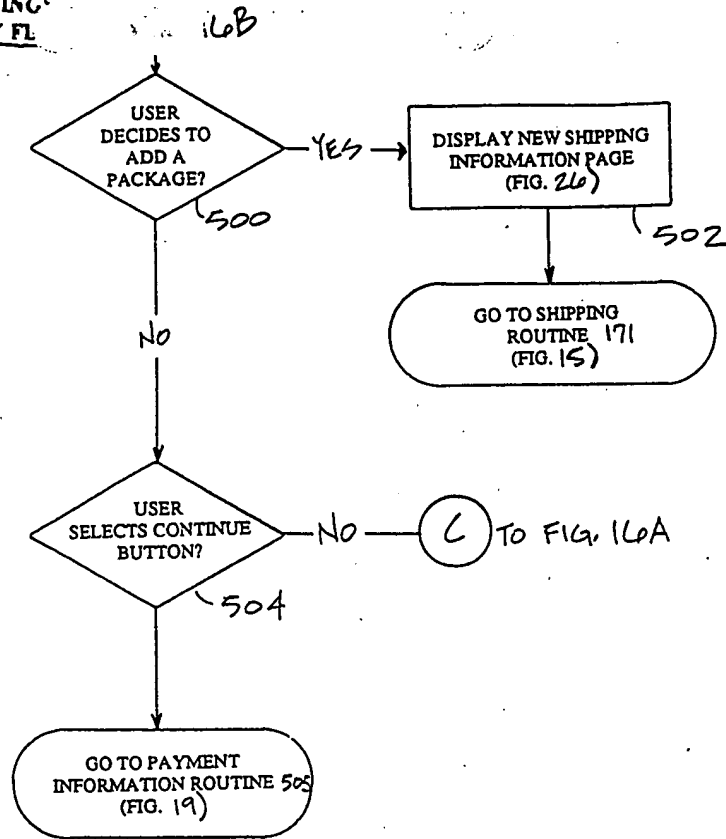 16B
USER
DECIDES TO
ADD A
PACKAGE?
YES
DISPLAY NEW SHIPPING
INFORMATION PAGE
(FIG. 26)
500
502
GO TO SHIPPING
ROUTINE 171
(FIG. 15)
NO
USER
SELECTS CONTINUE
BUTTON?
NO
C
TO FIG. 16A
504
GO TO PAYMENT
INFORMATION ROUTINE 505
(FIG. 19)